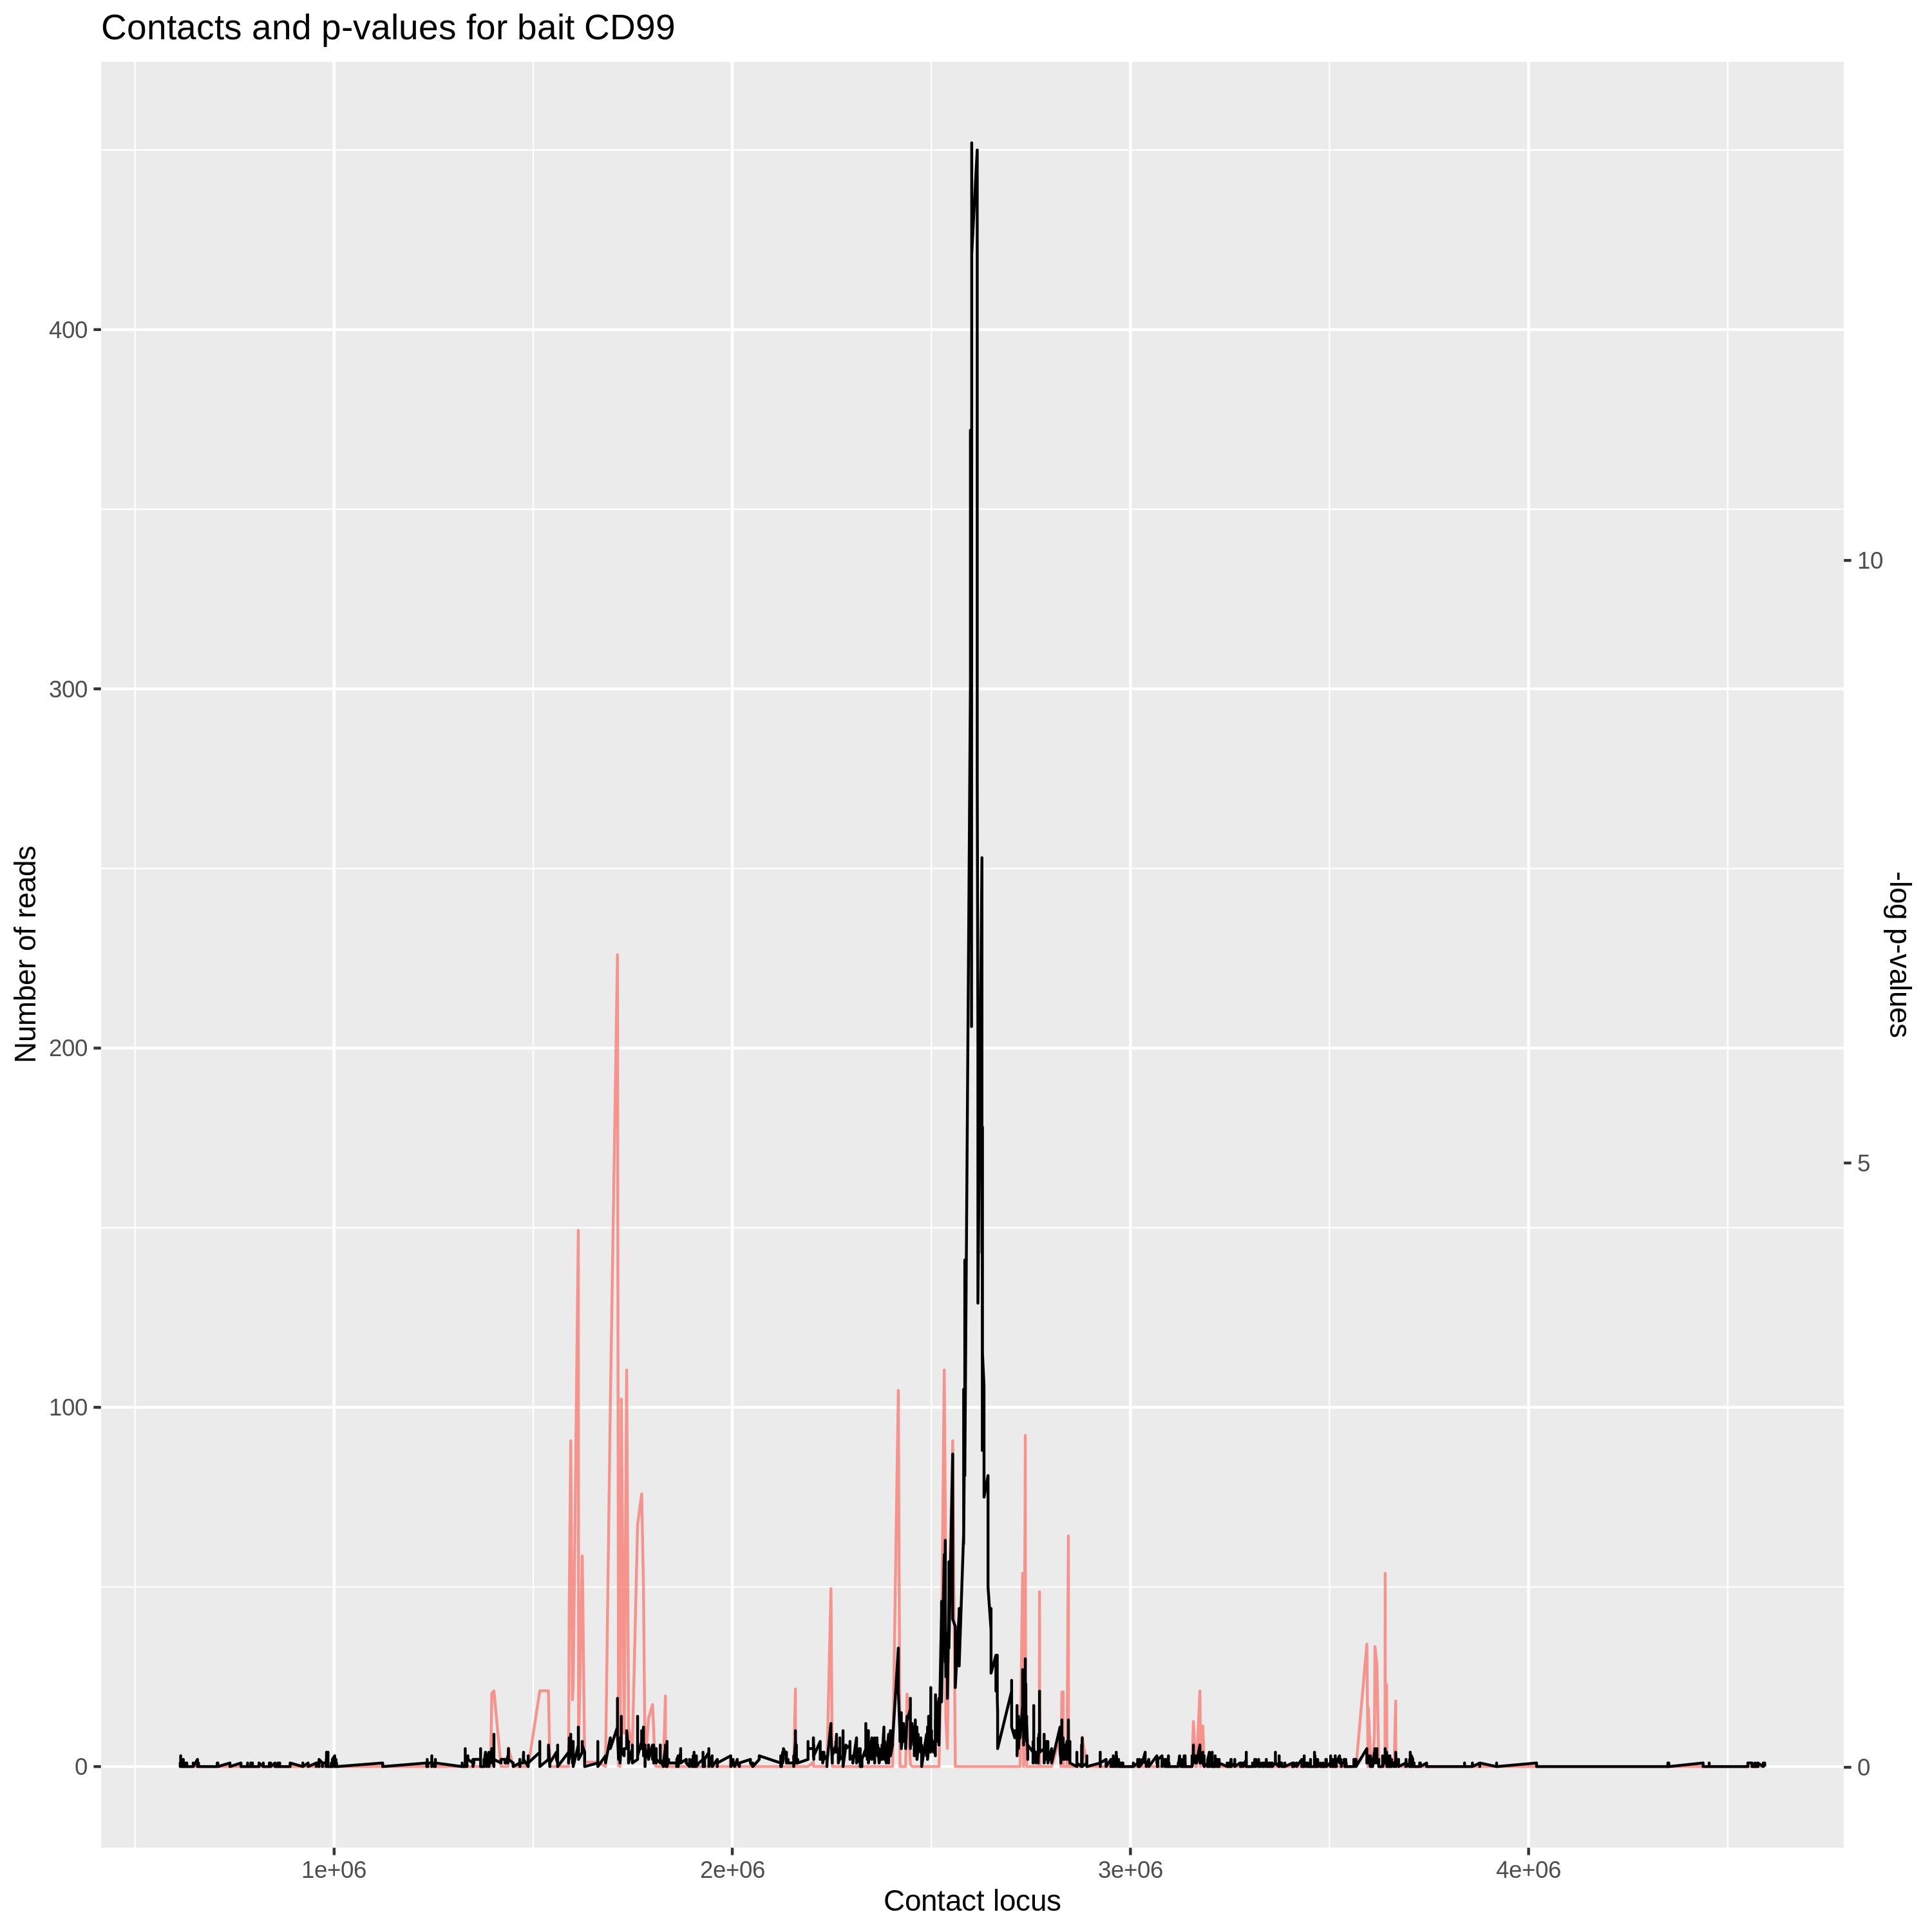 Contacts and p-values for bait CD99
400
300
200
100
0
Number of reads
10
5
0
-log p-values
1e+06
2e+06
3e+06
4e+06
Contact locus